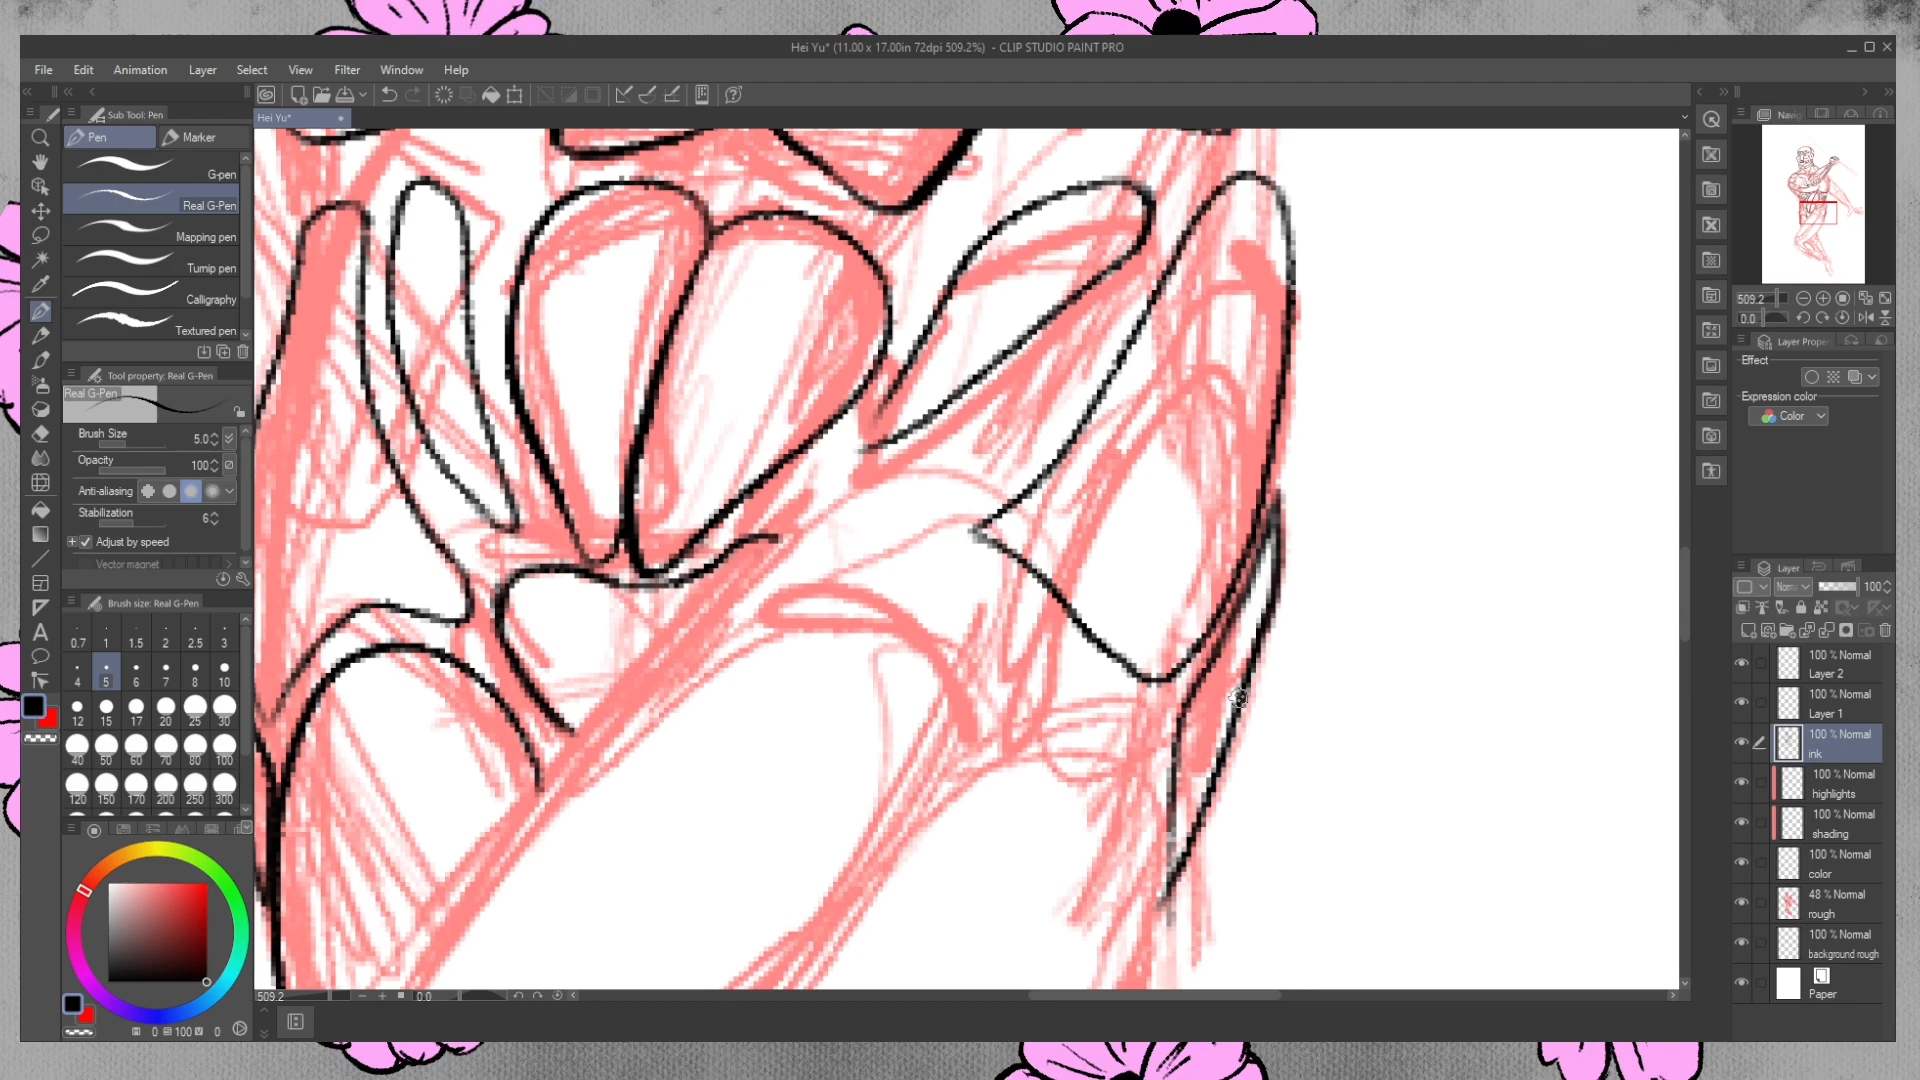 Hei Yu* (11.00 x 17.00in 72dpi 509.2%)  - CLIP STUDIO PAINT PRO
File Edit Animation Layer Select View Filter Window Help
Sub Tool: Pen
Hei Yu*
Pen Marker
G-pen
Real G-Pen
Mapping pen
Turnip pen
Calligraphy
Textured pen
Tool property: Real G-Pen
Real G-Pen
Brush Size 5.0
Opacity 100
Anti-aliasing
Stabilization 6
Adjust by speed
Vector magnet
Brush size: Real G-Pen
0.7 1 1.5 2 2.5 3
4 5 6 7 8 10
12 15 17 20 25 30
40 50 60 70 80 100
120 150 170 200 250 300
0 100 0
509.2 0.0
Navig
509.2
0.0
Layer Proper
Effect
Expression color
Color
Layer
Norm 100
100 % Normal
Layer 2
100 % Normal
Layer 1
100 % Normal
ink
100 % Normal
highlights
100 % Normal
shading
100 % Normal
color
48 % Normal
rough
100 % Normal
background rough
Paper